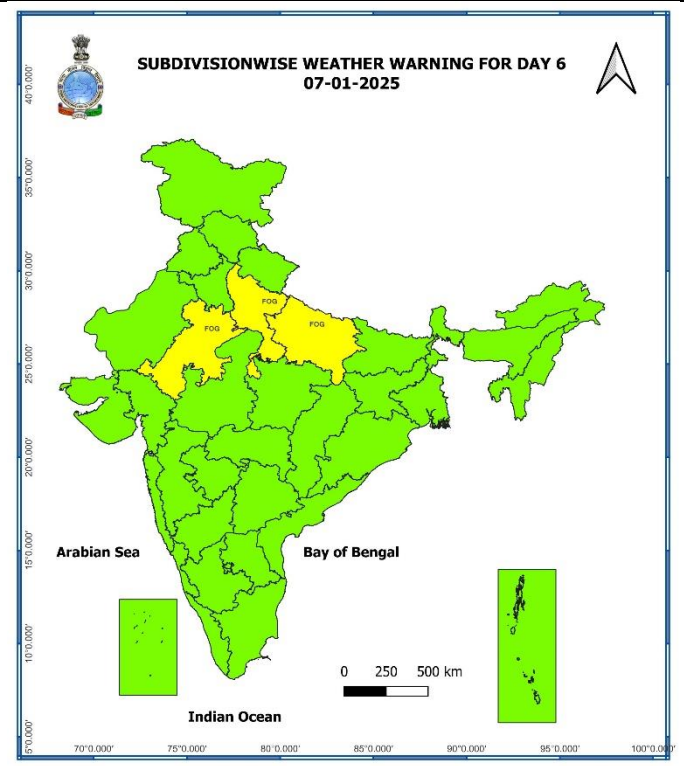 SUBDIVISIONWISE WEATHER WARNING FOR DAY 6
07-01-2025
40°0.000'
35°0.000'
30°0.000'
25°0.000'
20°0.000'
15°0.000'
10°0.000'
5°0.000'
FOG
FOG
FOG
Arabian Sea
Bay of Bengal
0 250 500 km
Indian Ocean
70°0.000' 75°0.000' 80°0.000' 85°0.000' 90°0.000' 95°0.000' 100°0.000'